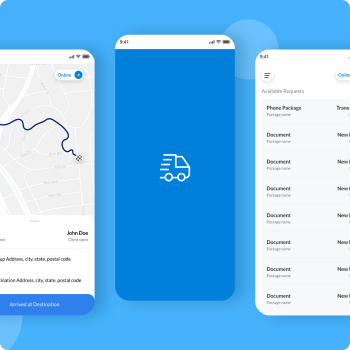 Online
John Doe
me
Client name
up Address, city, state, postal code
tination Address, city, state, postal code
Arrived at Destination
9:41
9:41
Online
Available Requests
Phone Package
Trans
Package name
Document
New
Package name
Document
New
Package name
Document
New
Package name
Document
New
Package name
Document
New
Package name
Document
New
Package name
Document
New
Package name